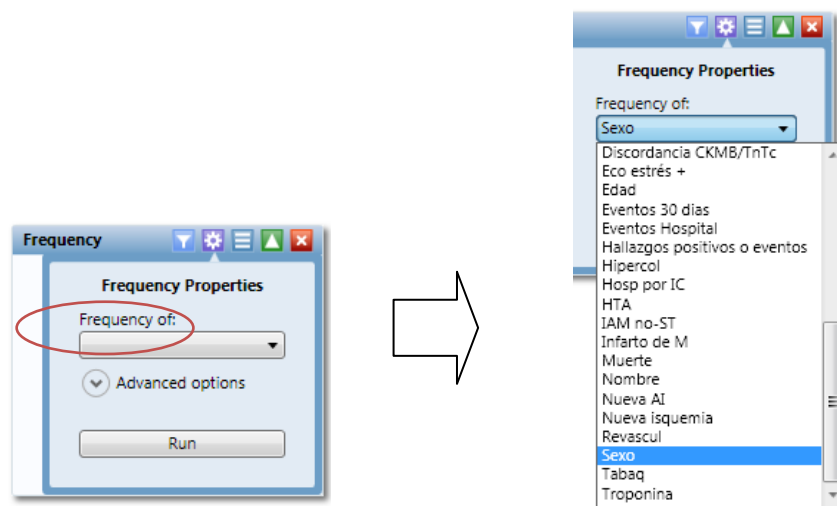 Frequency
Frequency Properties
Frequency of:
Advanced options
Run
Frequency Properties
Frequency of:
Sexo
Discordancia CKMB/TnTc
Eco estrés +
Edad
Eventos 30 dias
Eventos Hospital
Hallazgos positivos o eventos
Hipercol
Hosp por IC
HTA
IAM no-ST
Infarto de M
Muerte
Nombre
Nueva AI
Nueva isquemia
Revascul
Sexo
Tabaq
Troponina